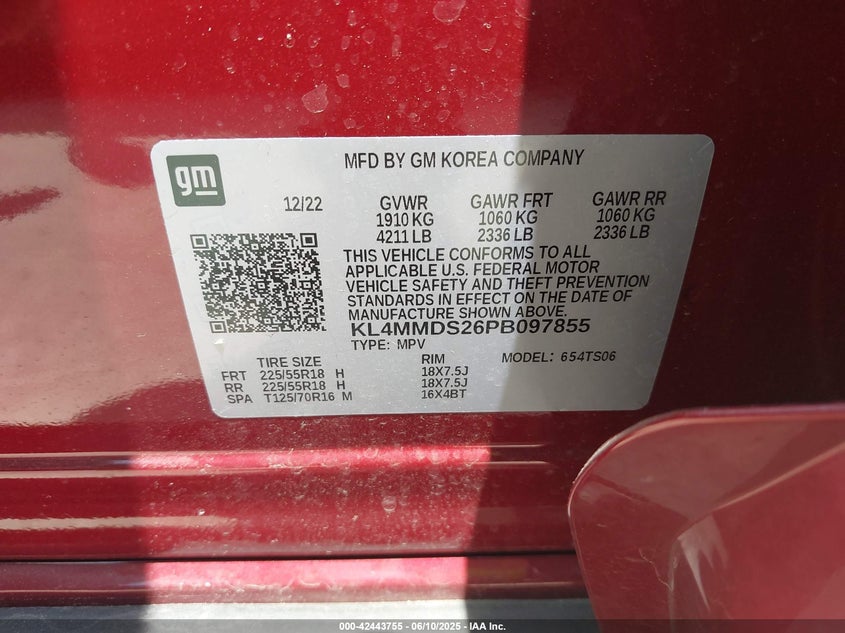 gm
MFD BY GM KOREA COMPANY
12/22 GVWR GAWR FRT GAWR RR
1910 KG 1060 KG 1060 KG
4211 LB 2336 LB 2336 LB
THIS VEHICLE CONFORMS TO ALL
APPLICABLE U.S. FEDERAL MOTOR
VEHICLE SAFETY AND THEFT PREVENTION
STANDARDS IN EFFECT ON THE DATE OF
MANUFACTURE SHOWN ABOVE.
KL4MMDS26PB097855
TYPE: MPV MODEL: 654TS06
TIRE SIZE RIM
FRT 225/55R18 H 18X7.5J
RR 225/55R18 H 18X7.5J
SPA T125/70R16 M 16X4BT
000-42443755 - 06/10/2025 - IAA, Inc.